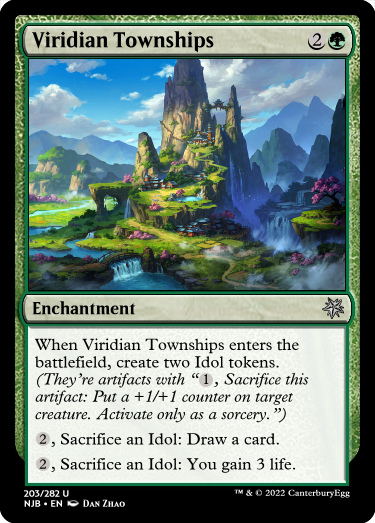 Viridian Townships 2
Enchantment
When Viridian Townships enters the
battlefield, create two Idol tokens.
(They're artifacts with “1, Sacrifice this
artifact: Put a +1/+1 counter on target
creature. Activate only as a sorcery.”)
2, Sacrifice an Idol: Draw a card.
2, Sacrifice an Idol: You gain 3 life.
203/282 U
NJB • EN Dan Zhao
™ & © 2022 CanterburyEgg